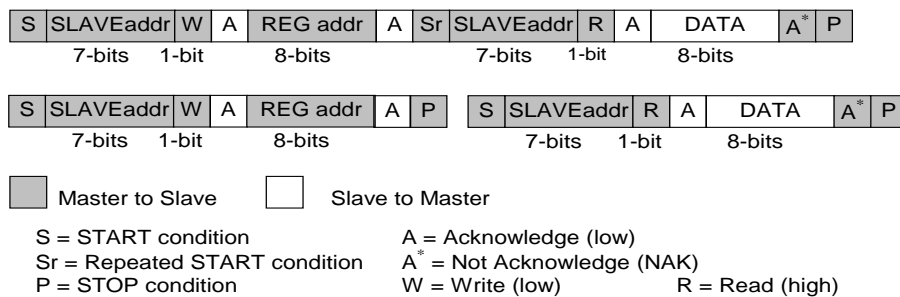 S SLAVEaddr W A REG addr A Sr SLAVEaddr R A DATA A* P
7-bits 1-bit 8-bits 7-bits 1-bit 8-bits
S SLAVEaddr W A REG addr A P S SLAVEaddr R A DATA A* P
7-bits 1-bit 8-bits 7-bits 1-bit 8-bits
Master to Slave Slave to Master
S = START condition A = Acknowledge (low)
Sr = Repeated START condition A* = Not Acknowledge (NAK)
P = STOP condition W = Write (low) R = Read (high)